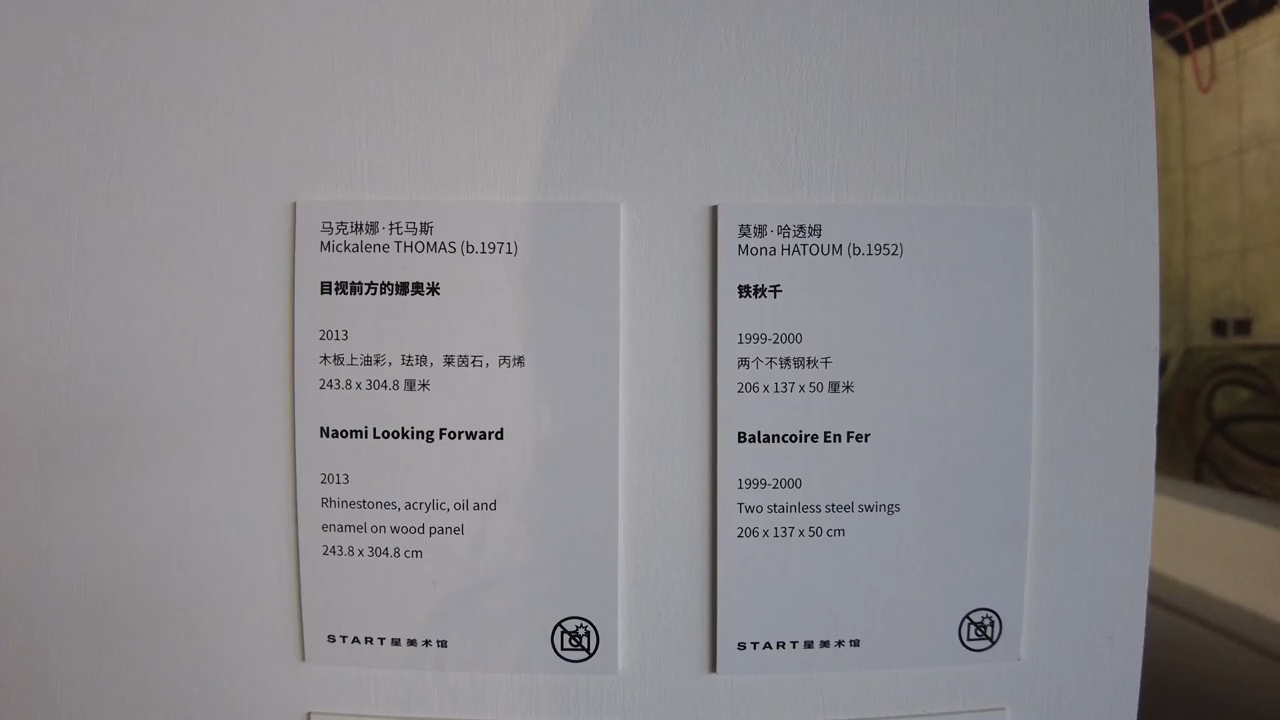 马克琳娜·托马斯
Mickalene THOMAS (b.1971)
目视前方的娜奥米
2013
木板上油彩，珐琅，莱茵石，丙烯
243.8 x 304.8 厘米
Naomi Looking Forward
2013
Rhinestones, acrylic, oil and
enamel on wood panel
243.8 x 304.8 cm
START星美术馆
莫娜·哈透姆
Mona HATOUM (b.1952)
铁秋千
1999-2000
两个不锈钢秋千
206 x 137 x 50 厘米
Balancoire En Fer
1999-2000
Two stainless steel swings
206 x 137 x 50 cm
START星美术馆